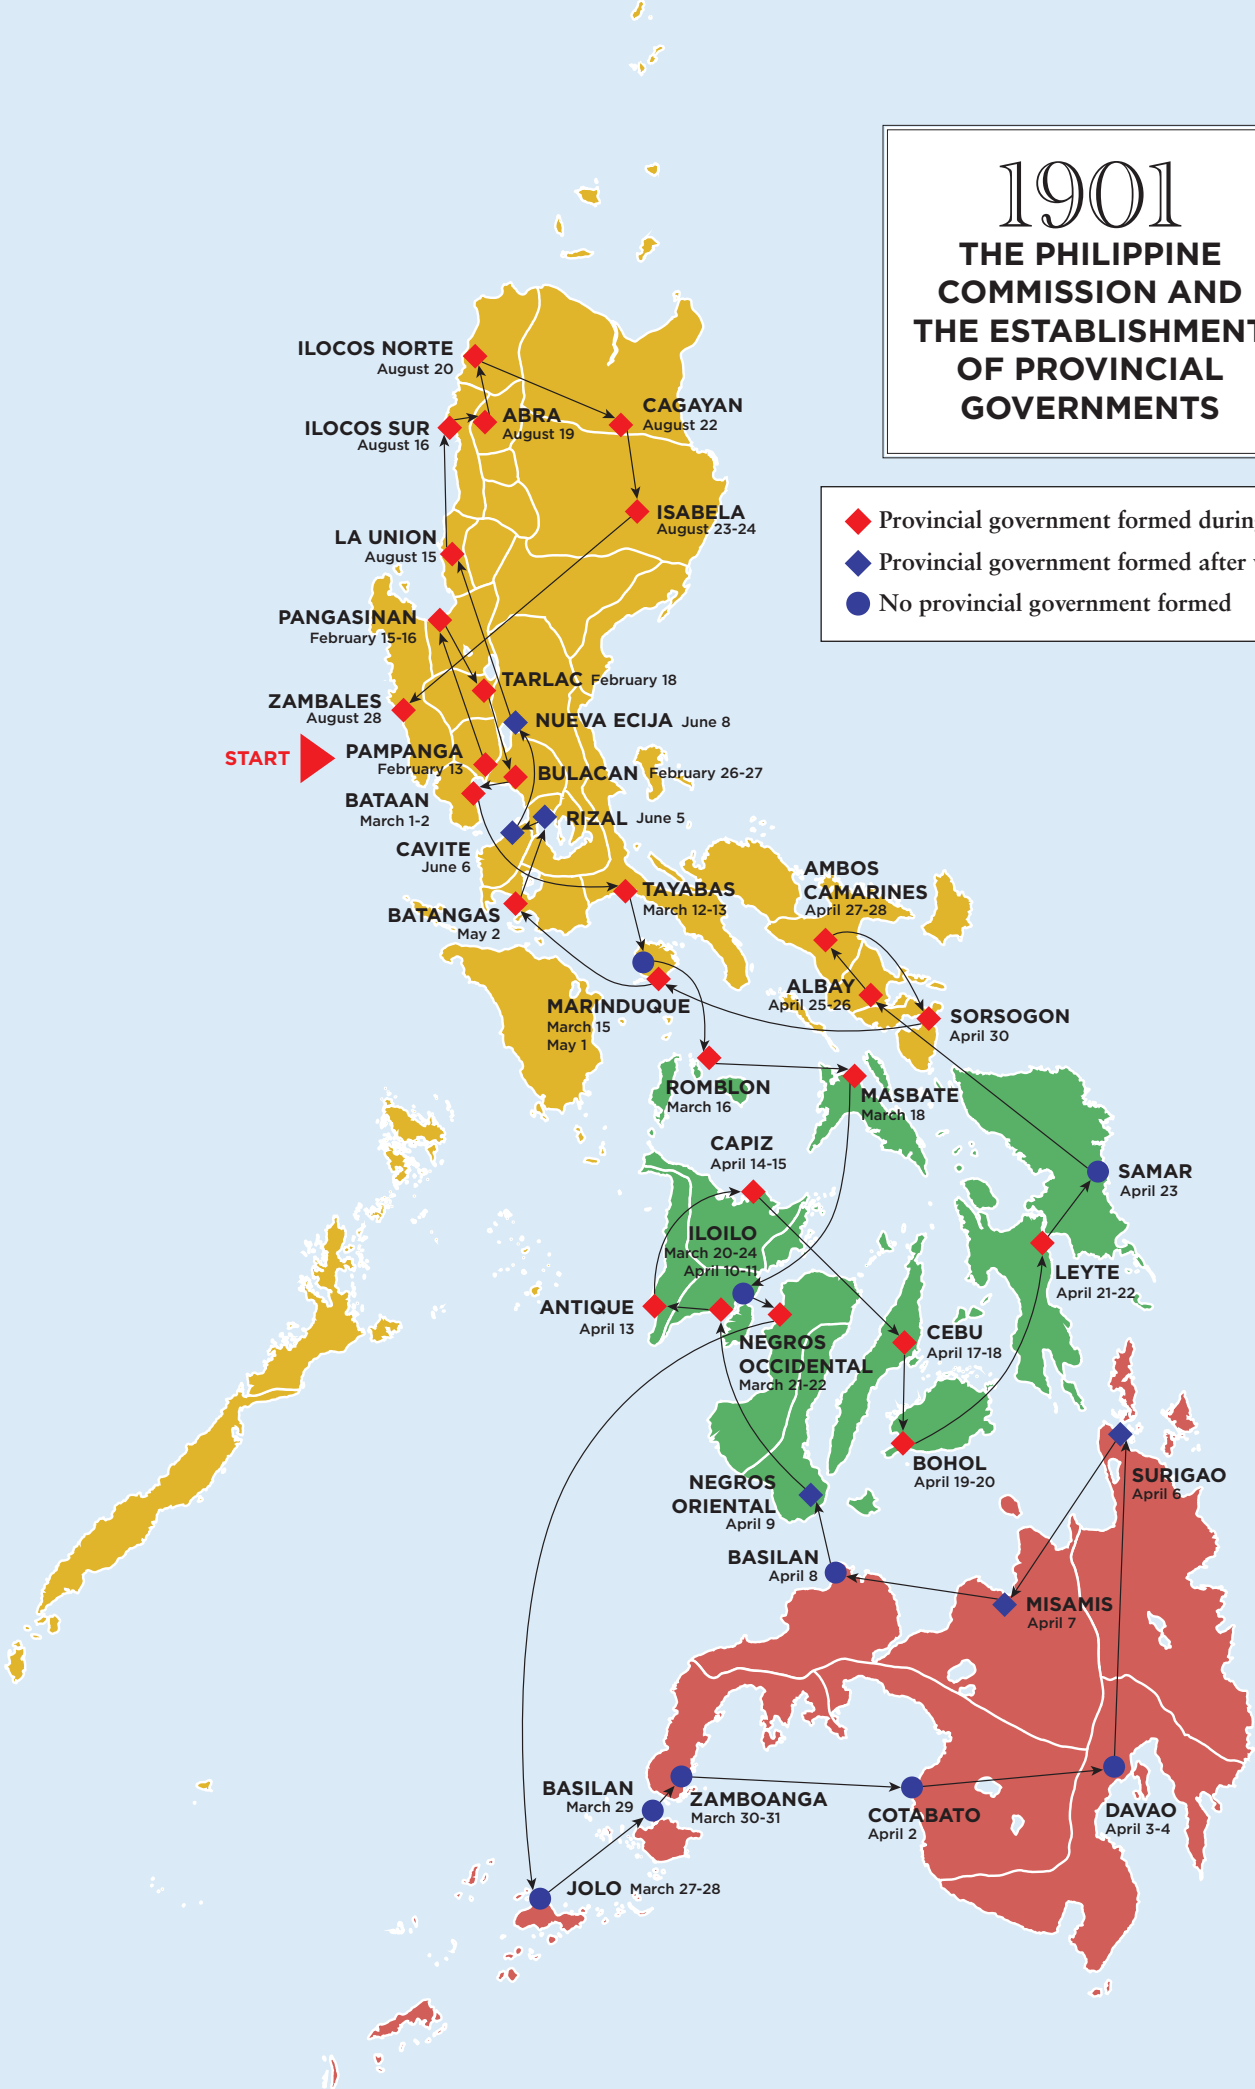 1901
THE PHILIPPINE
COMMISSION AND
THE ESTABLISHMENT
OF PROVINCIAL
GOVERNMENTS
Provincial government formed durin
Provincial government formed after
No provincial government formed
ILOCOS NORTE
August 20
ABRA
August 19
CAGAYAN
August 22
ILOCOS SUR
August 16
ISABELA
August 23-24
LA UNION
August 15
PANGASINAN
February 15-16
TARLAC February 18
ZAMBALES
August 28
NUEVA ECIJA June 8
START
PAMPANGA
February 13
BULACAN February 26-27
BATAAN
March 1-2
RIZAL June 5
CAVITE
June 6
TAYABAS
March 12-13
AMBOS
CAMARINES
April 27-28
BATANGAS
May 2
ALBAY
April 25-26
MARINDUQUE
March 15
May 1
SORSOGON
April 30
ROMBLON
March 16
MASBATE
March 18
CAPIZ
April 14-15
SAMAR
April 23
ILOILO
March 20-24
April 10-11
LEYTE
April 21-22
ANTIQUE
April 13
NEGROS
OCCIDENTAL
March 21-22
CEBU
April 17-18
BOHOL
April 19-20
SURIGAO
April 6
NEGROS
ORIENTAL
April 9
BASILAN
April 8
MISAMIS
April 7
BASILAN
March 29
ZAMBOANGA
March 30-31
COTABATO
April 2
DAVAO
April 3-4
JOLO March 27-28